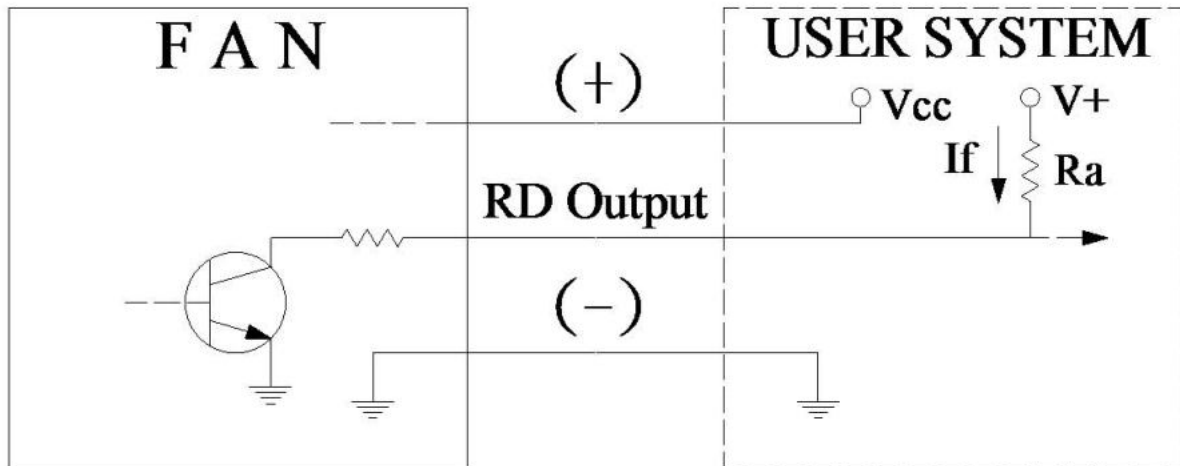 F A N
USER SYSTEM
(+)
Vcc
V+
If
Ra
RD Output
(-)